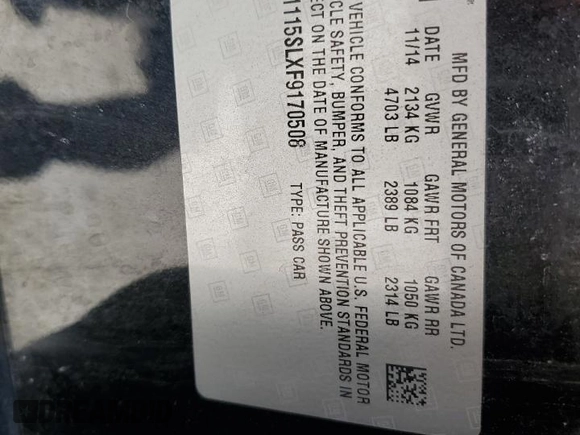 MFD BY GENERAL MOTORS OF CANADA LTD.
DATE GVWR GAWR FRT GAWR RR
11/14 2134 KG 1084 KG 1050 KG
4703 LB 2389 LB 2314 LB
VEHICLE CONFORMS TO ALL APPLICABLE U.S. FEDERAL MOTOR
CLE SAFETY, BUMPER, AND THEFT PREVENTION STANDARDS IN
ECT ON THE DATE OF MANUFACTURE SHOWN ABOVE.
1115SLXF9170508 TYPE: PASS CAR